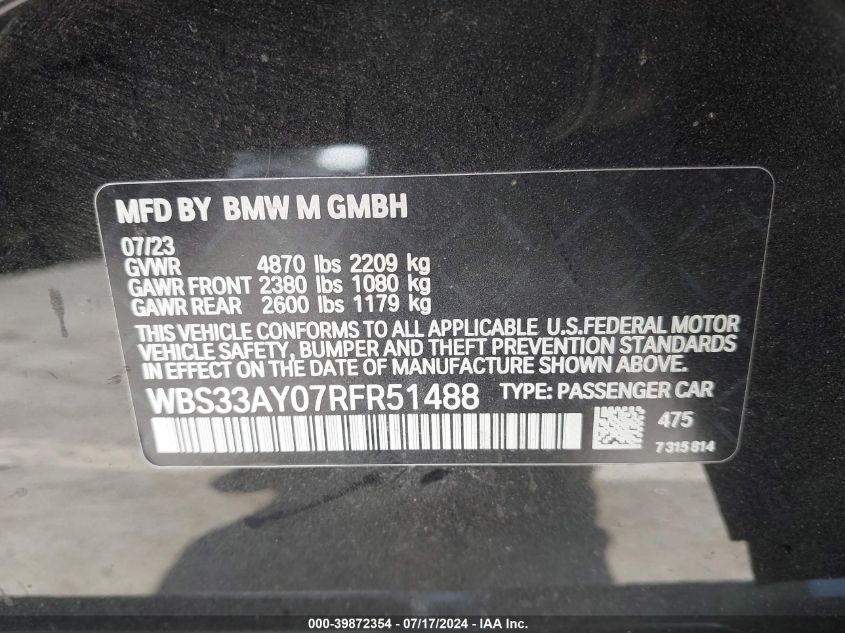 MFD BY BMW M GMBH
07/23
GVWR 4870 lbs 2209 kg
GAWR FRONT 2380 lbs 1080 kg
GAWR REAR 2600 lbs 1179 kg
THIS VEHICLE CONFORMS TO ALL APPLICABLE U.S.FEDERAL MOTOR
VEHICLE SAFETY, BUMPER AND THEFT PREVENTION STANDARDS
IN EFFECT ON THE DATE OF MANUFACTURE SHOWN ABOVE.
WBS33AY07RFR51488 TYPE: PASSENGER CAR
475
7 315 814
000-39872354 - 07/17/2024 - IAA Inc.